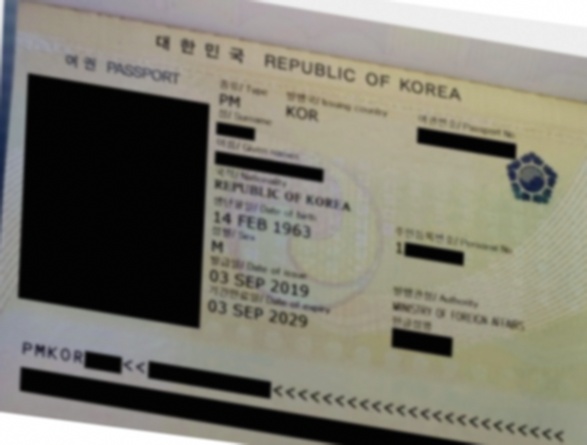 대한민국 REPUBLIC OF KOREA
여권 PASSPORT
종류/ Type 발행국/ Issuing country 여권번호/ Passport No
PM KOR
성/ Surname
이름/ Given names
국적/ Nationality
REPUBLIC OF KOREA
생년월일/ Date of birth 주민등록번호/ Personal No
14 FEB 1963 1
성별/ Sex
M
발급일/ Date of issue 발행관청/ Authority
03 SEP 2019 MINISTRY OF FOREIGN AFFAIRS
기간만료일/ Date of expiry 한글성명
03 SEP 2029
PMKOR << <<<<<<<<<<<<<<<<<<<<<<<<